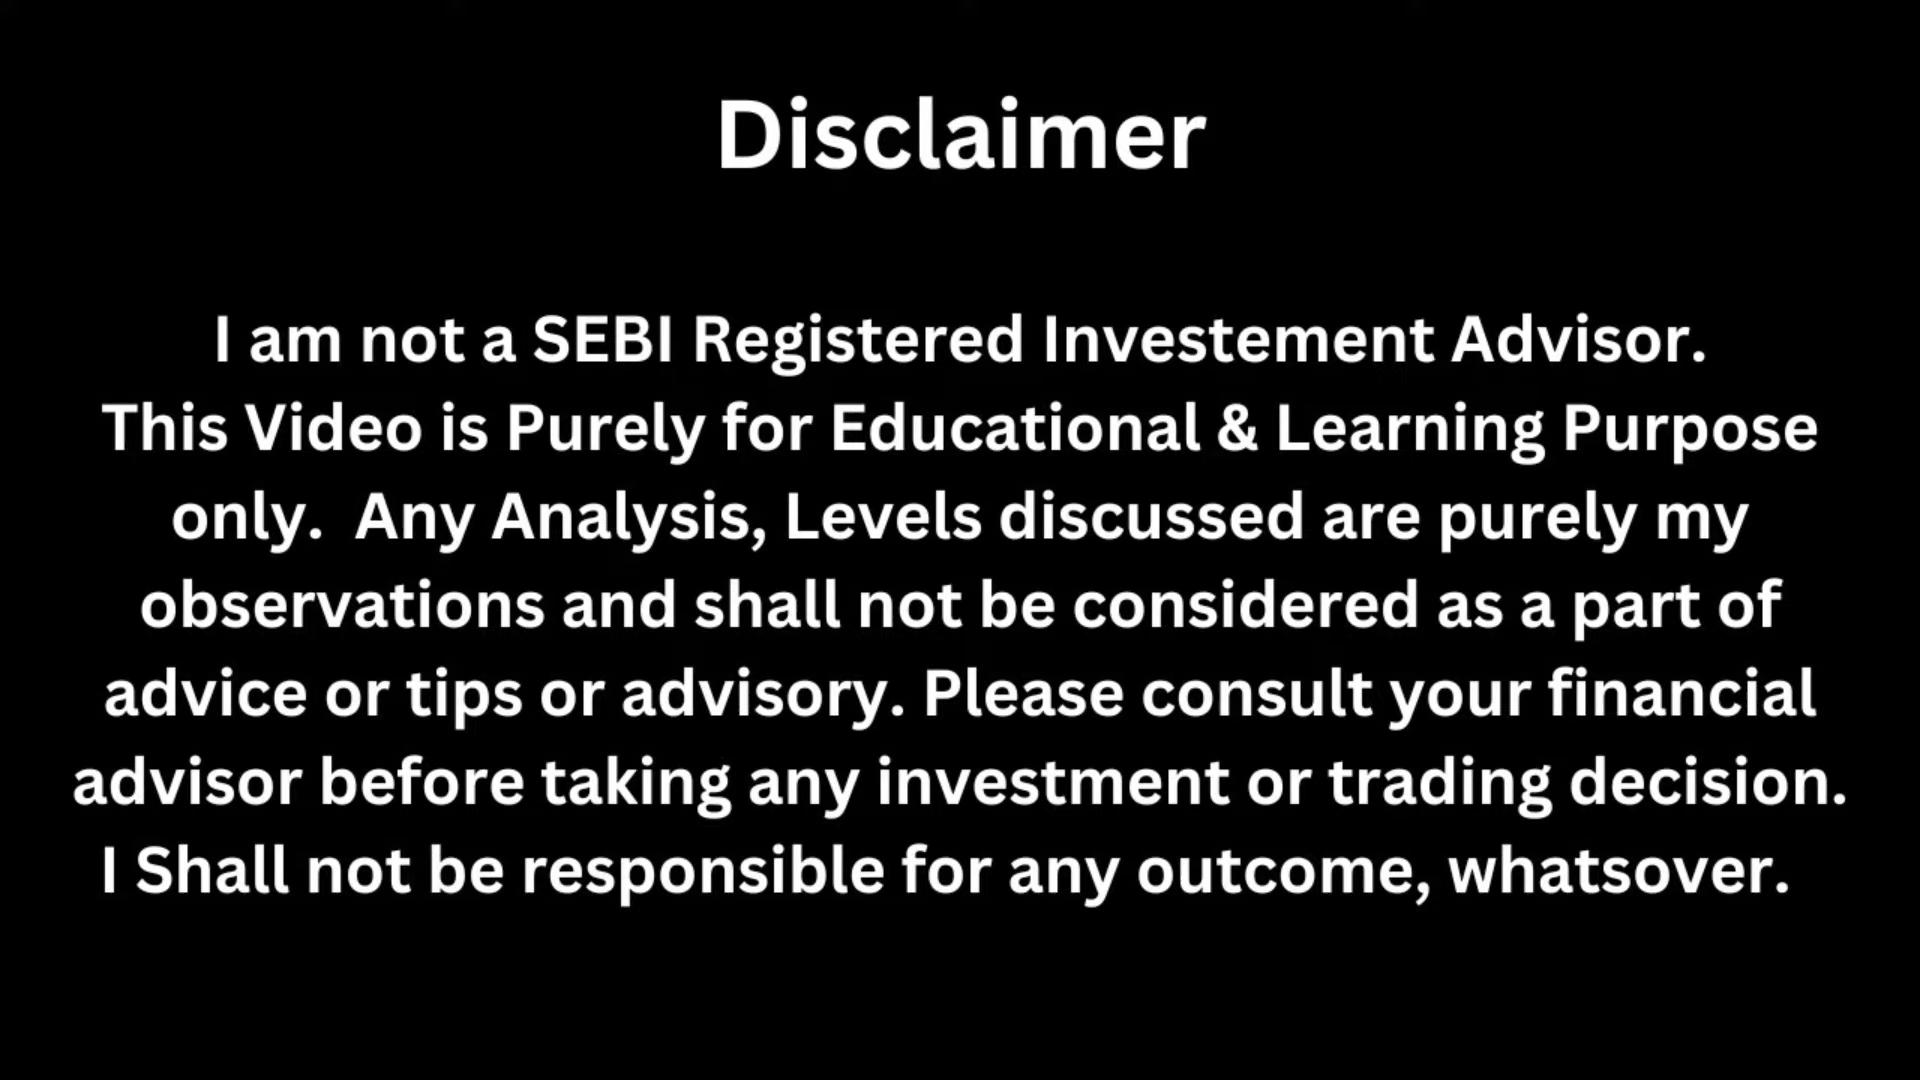 Disclaimer
I am not a SEBI Registered Investement Advisor.
This Video is Purely for Educational & Learning Purpose
only.  Any Analysis, Levels discussed are purely my
observations and shall not be considered as a part of
advice or tips or advisory. Please consult your financial
advisor before taking any investment or trading decision.
I Shall not be responsible for any outcome, whatsover.